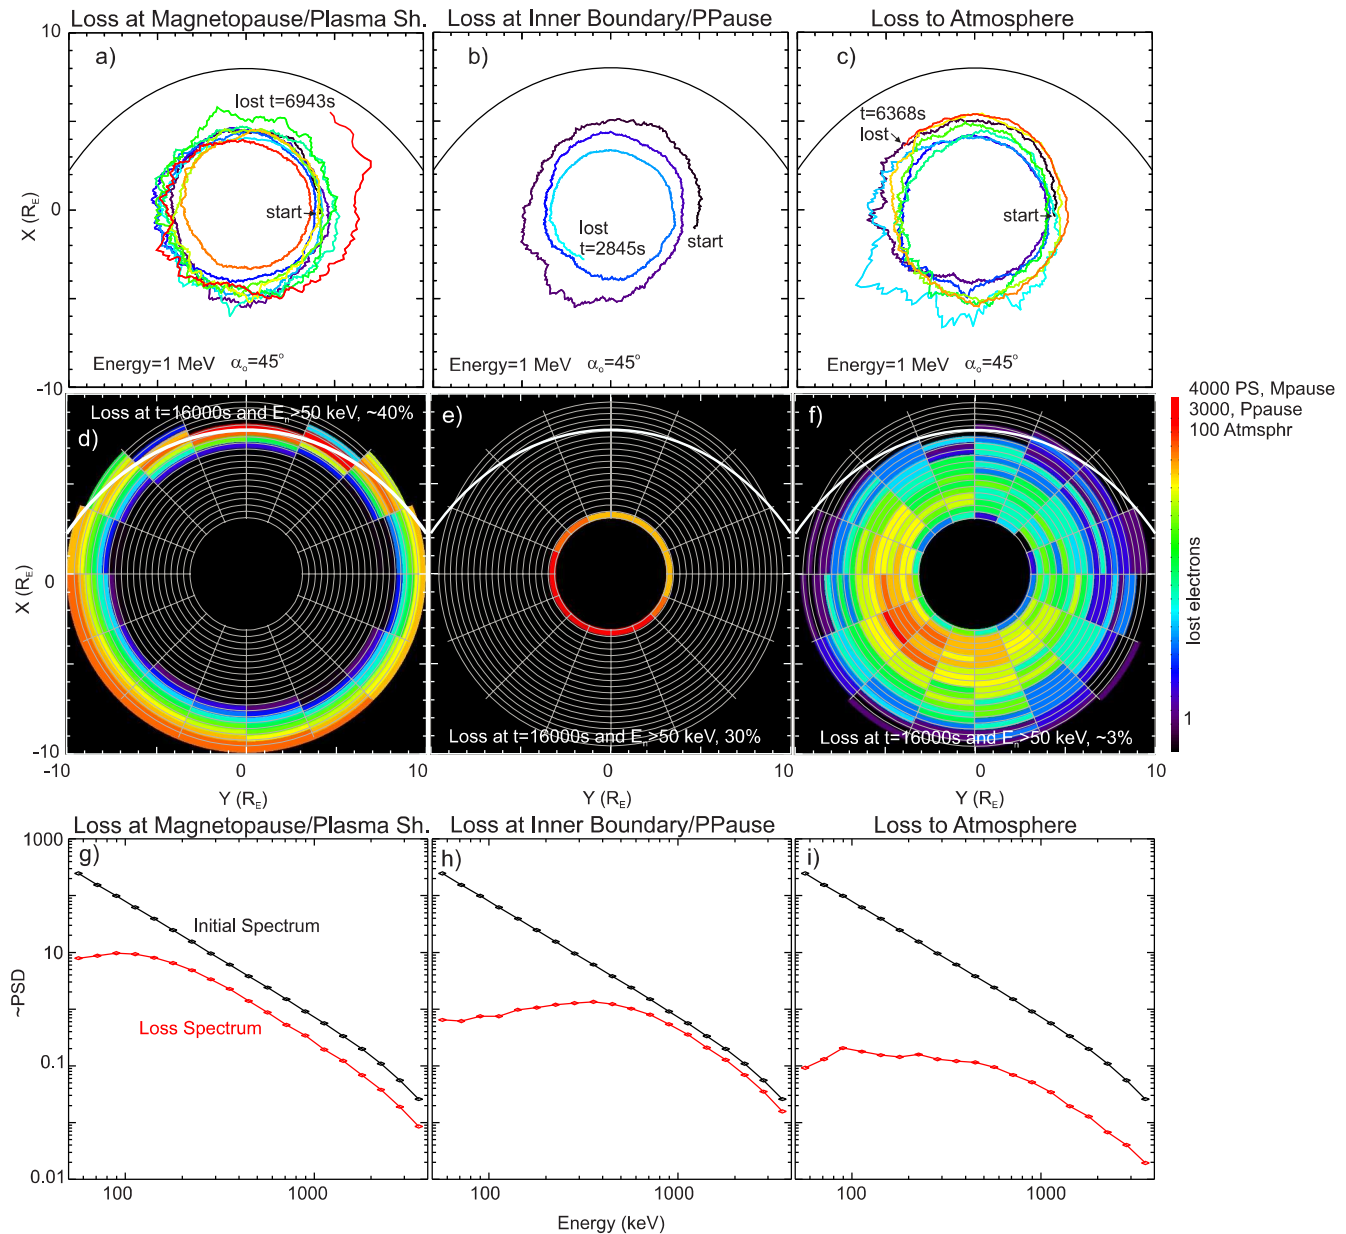 Loss at Magnetopause/Plasma Sh.
Loss at Inner Boundary/PPause
Loss to Atmosphere
10
0
-10
X (R_E)
a)
lost t=6943s
start
Energy=1 MeV α_o=45°
b)
lost
t=2845s
start
Energy=1 MeV α_o=45°
c)
t=6368s
lost
start
Energy=1 MeV α_o=45°
Loss at t=16000s and E_n>50 keV, ~40%
d)
e)
Loss at t=16000s and E_n>50 keV, 30%
f)
Loss at t=16000s and E_n>50 keV, ~3%
4000 PS, Mpause
3000, Ppause
100 Atmsphr
lost electrons
1
X (R_E)
0
-10
-10 0 10
0
0 10
Y (R_E)
Y (R_E)
Y (R_E)
Loss at Magnetopause/Plasma Sh.
Loss at Inner Boundary/PPause
Loss to Atmosphere
1000
10
0.1
0.01
~PSD
g)
Initial Spectrum
Loss Spectrum
h)
i)
100 1000
100 1000
100 1000
Energy (keV)